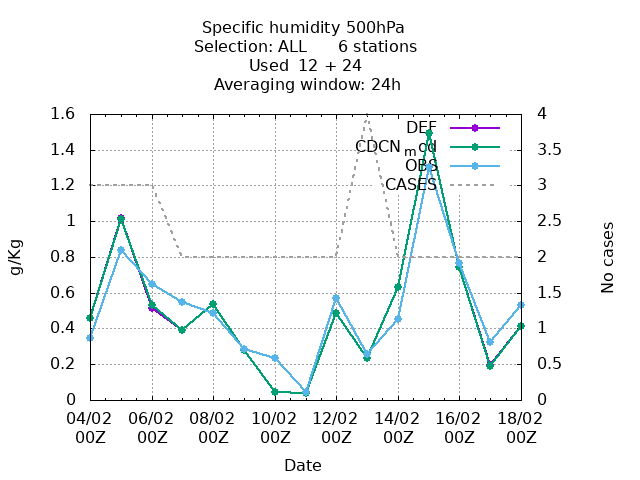 Specific humidity 500hPa
Selection: ALL      6 stations
Used  12 + 24
Averaging window: 24h
1.6
1.4
1.2
1
0.8
0.6
0.4
0.2
0
4
3.5
3
2.5
2
1.5
1
0.5
0
DEF
CDCN_mod
OBS
CASES
g/Kg
No cases
04/02 06/02 08/02 10/02 12/02 14/02 16/02 18/02
00Z 00Z 00Z 00Z 00Z 00Z 00Z 00Z
Date